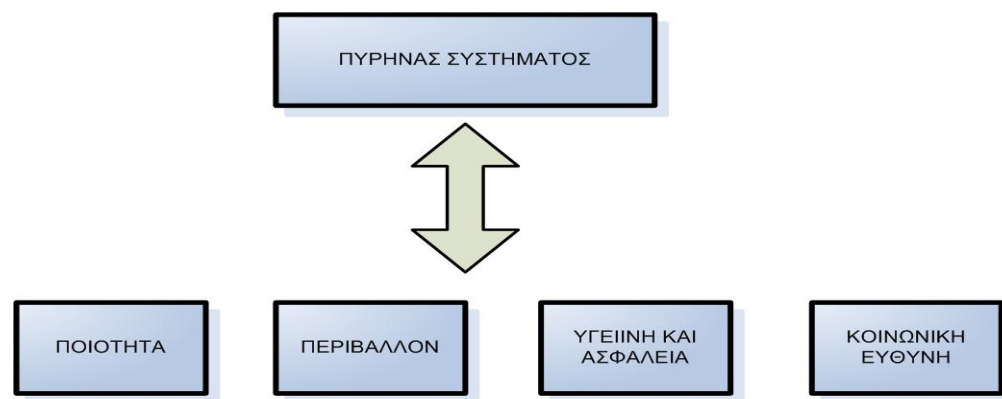 ΠΥΡΗΝΑΣ ΣΥΣΤΗΜΑΤΟΣ
ΠΟΙΟΤΗΤΑ
ΠΕΡΙΒΑΛΛΟΝ
ΥΓΕΙΙΝΗ ΚΑΙ
ΑΣΦΑΛΕΙΑ
ΚΟΙΝΩΝΙΚΗ
ΕΥΘΥΝΗ